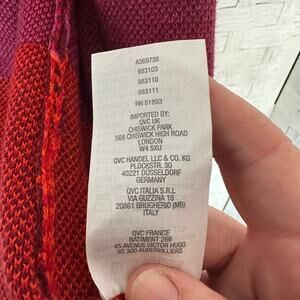 A369738
983103
983110
983111
RN 81893
IMPORTED BY:
QVC UK
CHISWICK PARK
566 CHISWICK HIGH ROAD
LONDON
W4 5XU
QVC HANDEL LLC & CO. KG
PLOCKSTR. 30
40221 DÜSSELDORF
GERMANY
QVC ITALIA S.R.L
VIA GUZZINA 18
20861 BRUGHERIO (MB)
ITALY
QVC FRANCE
BATIMENT 268
45 AVENUE VICTOR HUGO
93 300 AUBERVILLIERS